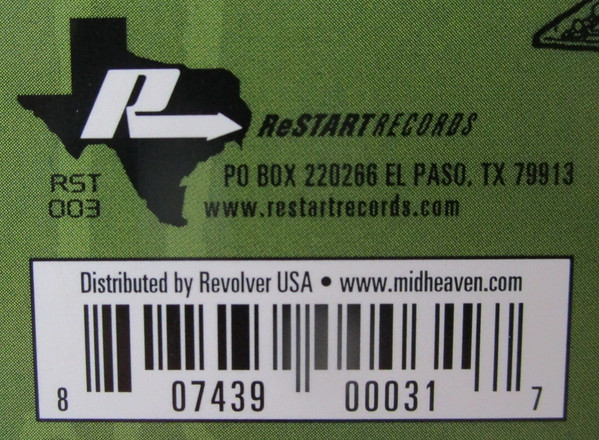 R
ReSTART RECORDS
RST
003
PO BOX 220266 EL PASO, TX 79913
www.restartrecords.com
Distributed by Revolver USA • www.midheaven.com
8 07439 00031 7